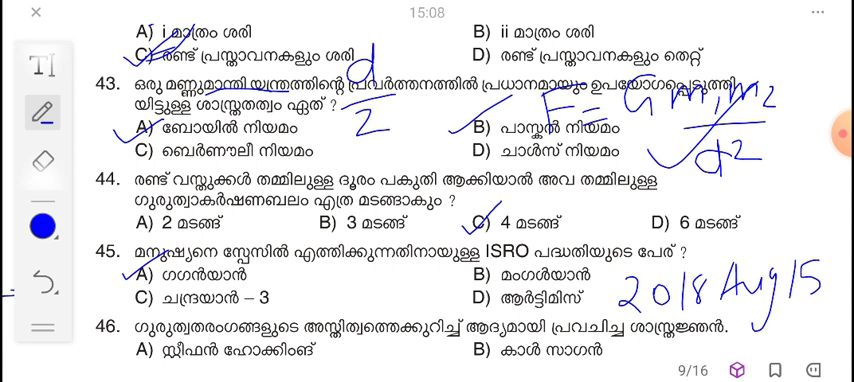 15:08
A) i മാത്രം ശരി B) ii മാത്രം ശരി
C) രണ്ട് പ്രസ്താവനകളും ശരി D) രണ്ട് പ്രസ്താവനകളും തെറ്റ്
43. ഒരു മണ്ണുമാന്തി യന്ത്രത്തിന്റെ പ്രവർത്തനത്തിൽ പ്രധാനമായും ഉപയോഗപ്പെടുത്തി
യിട്ടുള്ള ശാസ്ത്രതത്വം ഏത് ?
d/2
F = G m1 m2 / d2
A) ബോയിൽ നിയമം B) പാസ്കൽ നിയമം
C) ബെർണൗലീ നിയമം D) ചാൾസ് നിയമം
44. രണ്ട് വസ്തുക്കൾ തമ്മിലുള്ള ദൂരം പകുതി ആക്കിയാൽ അവ തമ്മിലുള്ള
ഗുരുത്വാകർഷണബലം എത്ര മടങ്ങാകും ?
A) 2 മടങ്ങ് B) 3 മടങ്ങ് C) 4 മടങ്ങ് D) 6 മടങ്ങ്
45. മനുഷ്യനെ സ്പേസിൽ എത്തിക്കുന്നതിനായുള്ള ISRO പദ്ധതിയുടെ പേര് ?
A) ഗഗൻയാൻ B) മംഗൾയാൻ
C) ചന്ദ്രയാൻ – 3 D) ആർട്ടിമിസ്
2018 Aug 15
46. ഗുരുത്വതരംഗങ്ങളുടെ അസ്തിത്വത്തെക്കുറിച്ച് ആദ്യമായി പ്രവചിച്ച ശാസ്ത്രജ്ഞൻ.
A) സ്റ്റീഫൻ ഹോക്കിംങ് B) കാൾ സാഗൻ
9/16